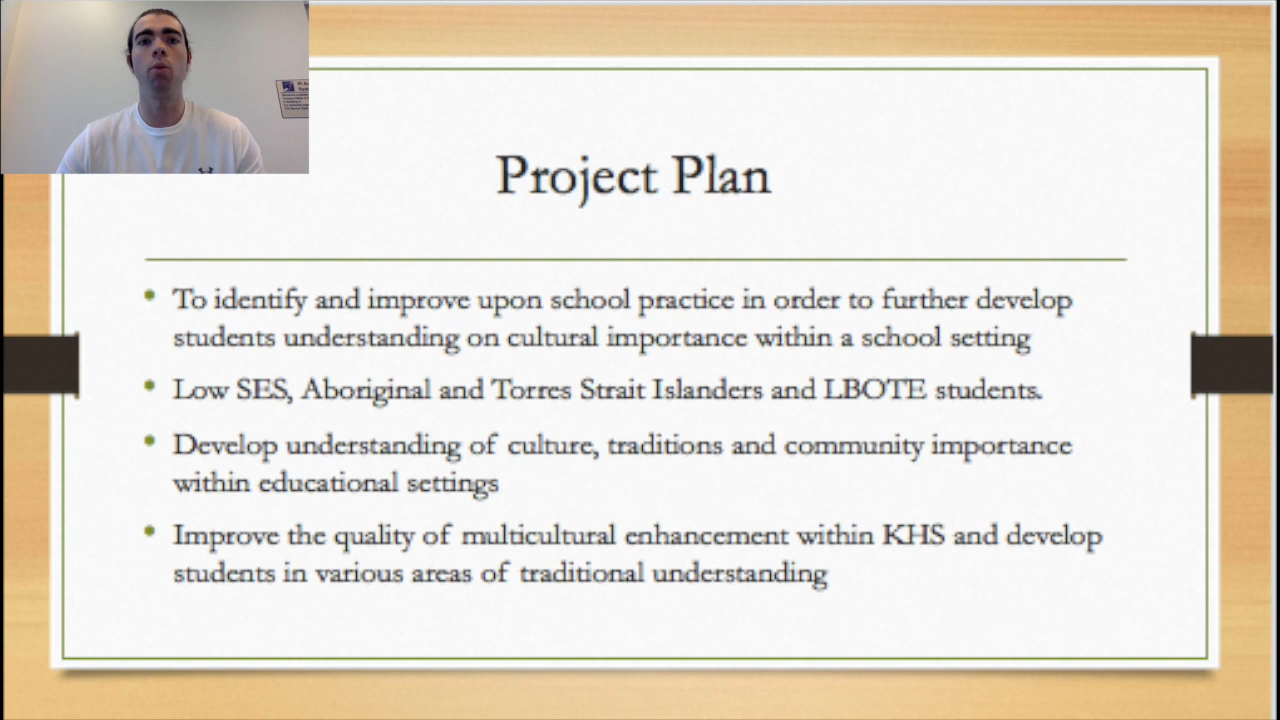 Project Plan
• To identify and improve upon school practice in order to further develop
students understanding on cultural importance within a school setting
• Low SES, Aboriginal and Torres Strait Islanders and LBOTE students.
• Develop understanding of culture, traditions and community importance
within educational settings
• Improve the quality of multicultural enhancement within KHS and develop
students in various areas of traditional understanding